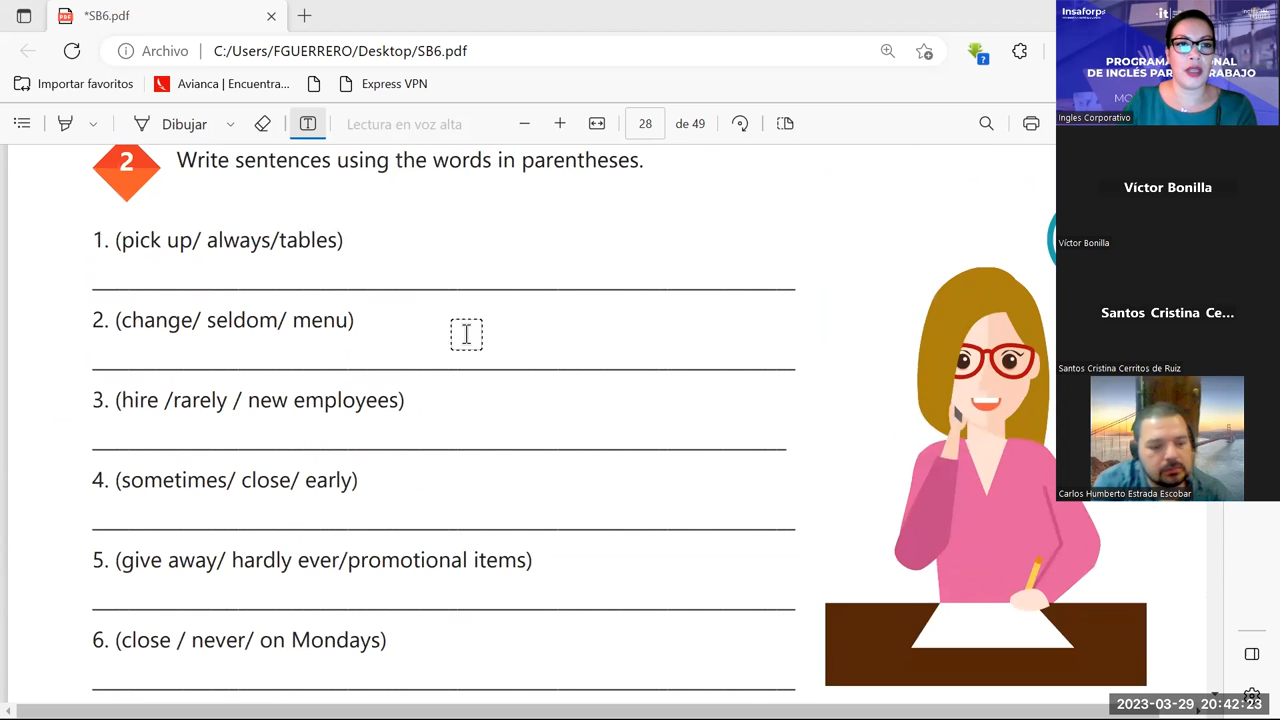 *SB6.pdf
Archivo C:/Users/FGUERRERO/Desktop/SB6.pdf
Importar favoritos Avianca | Encuentra... Express VPN
Dibujar Lectura en voz alta 28 de 49
2 Write sentences using the words in parentheses.
1. (pick up/ always/tables)
2. (change/ seldom/ menu)
3. (hire /rarely / new employees)
4. (sometimes/ close/ early)
5. (give away/ hardly ever/promotional items)
6. (close / never/ on Mondays)
Insaforp
Ingles Corporativo
Víctor Bonilla
Víctor Bonilla
Santos Cristina Ce...
Santos Cristina Cerritos de Ruiz
Carlos Humberto Estrada Escobar
2023-03-29 20:42:23